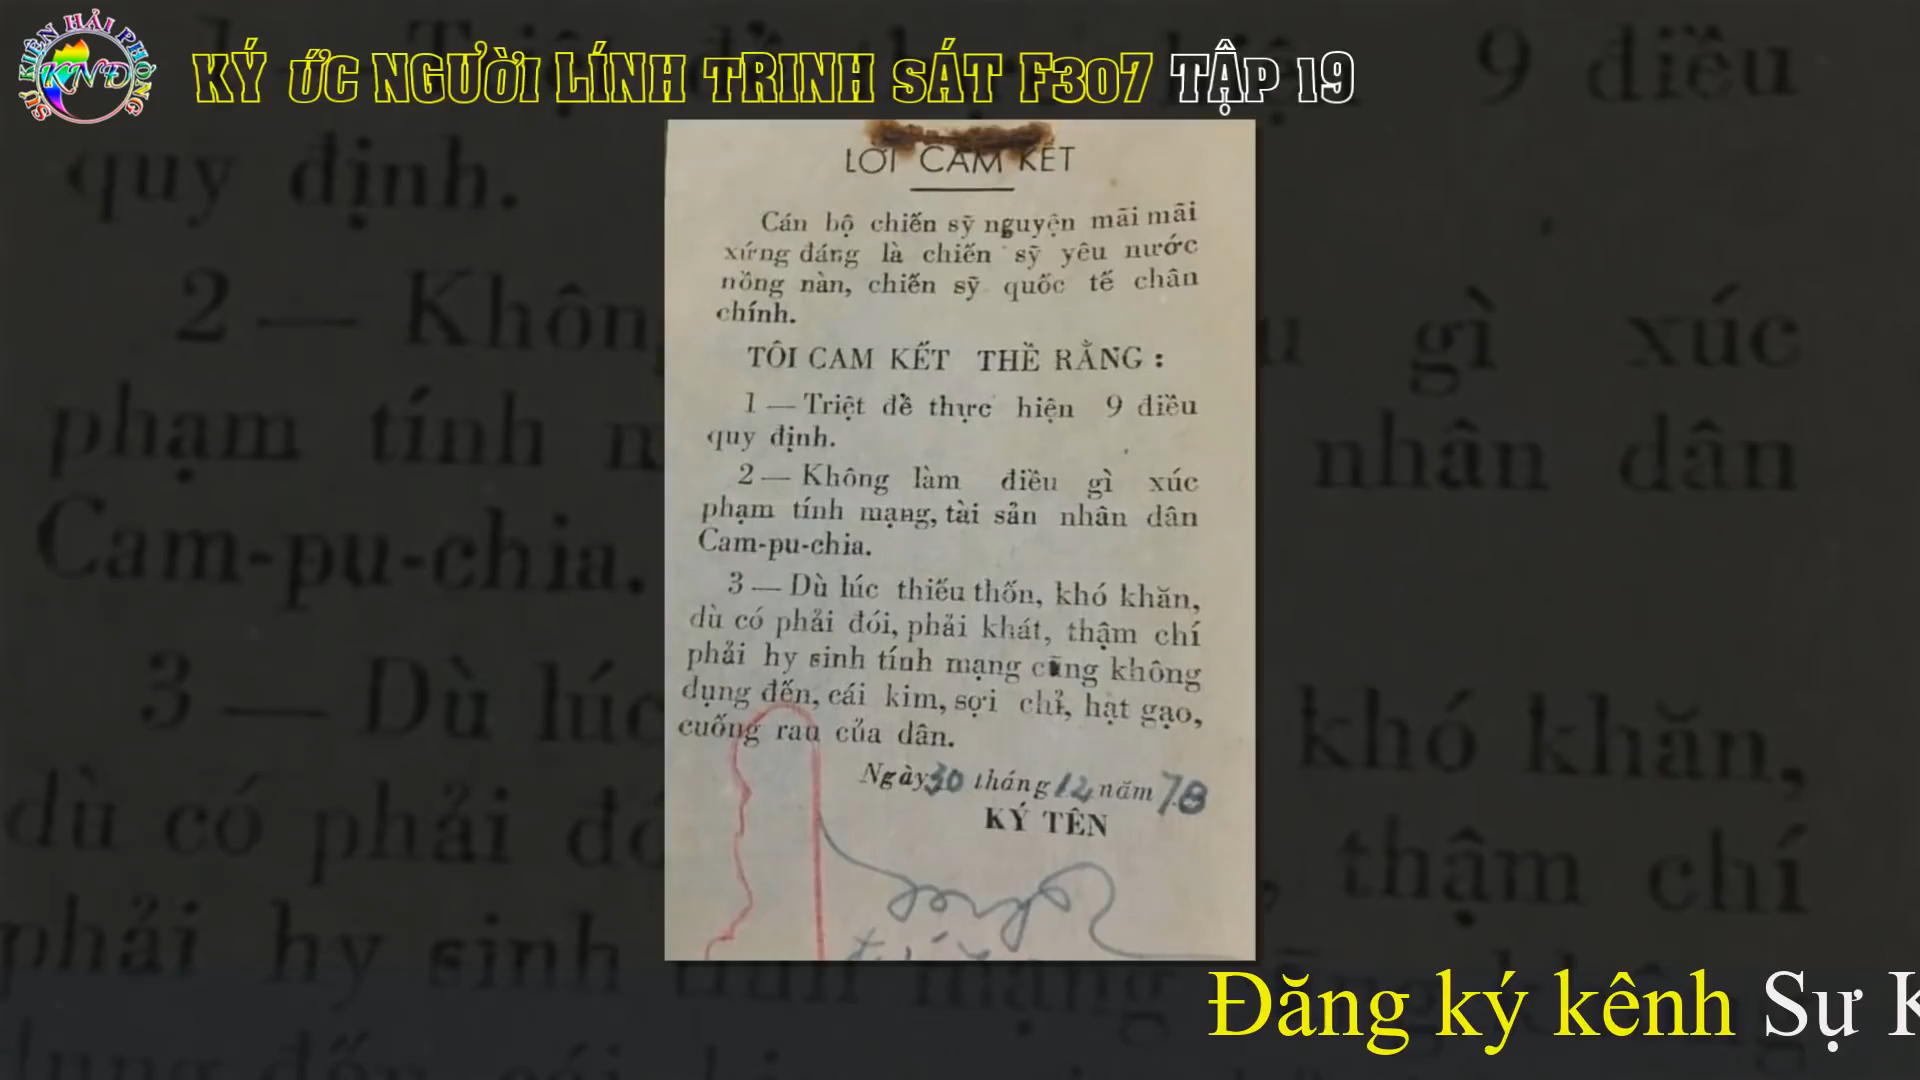 SỰ KIỆN HẢI PHÒNG
KNĐ
KÝ ỨC NGƯỜI LÍNH TRINH SÁT F307 TẬP 19
LỜI CAM KẾT
Cán bộ chiến sỹ nguyện mãi mãi
xứng đáng là chiến sỹ yêu nước
nồng nàn, chiến sỹ quốc tế chân
chính.
TÔI CAM KẾT THỀ RẰNG :
1 — Triệt để thực hiện 9 điều
quy định.
2 — Không làm điều gì xúc
phạm tính mạng, tài sản nhân dân
Cam-pu-chia.
3 — Dù lúc thiếu thốn, khó khăn,
dù có phải đói, phải khát, thậm chí
phải hy sinh tính mạng cũng không
dụng đến, cái kim, sợi chỉ, hạt gạo,
cuống rau của dân.
Ngày 30 tháng 12 năm 78
KÝ TÊN
Đăng ký kênh Sự K